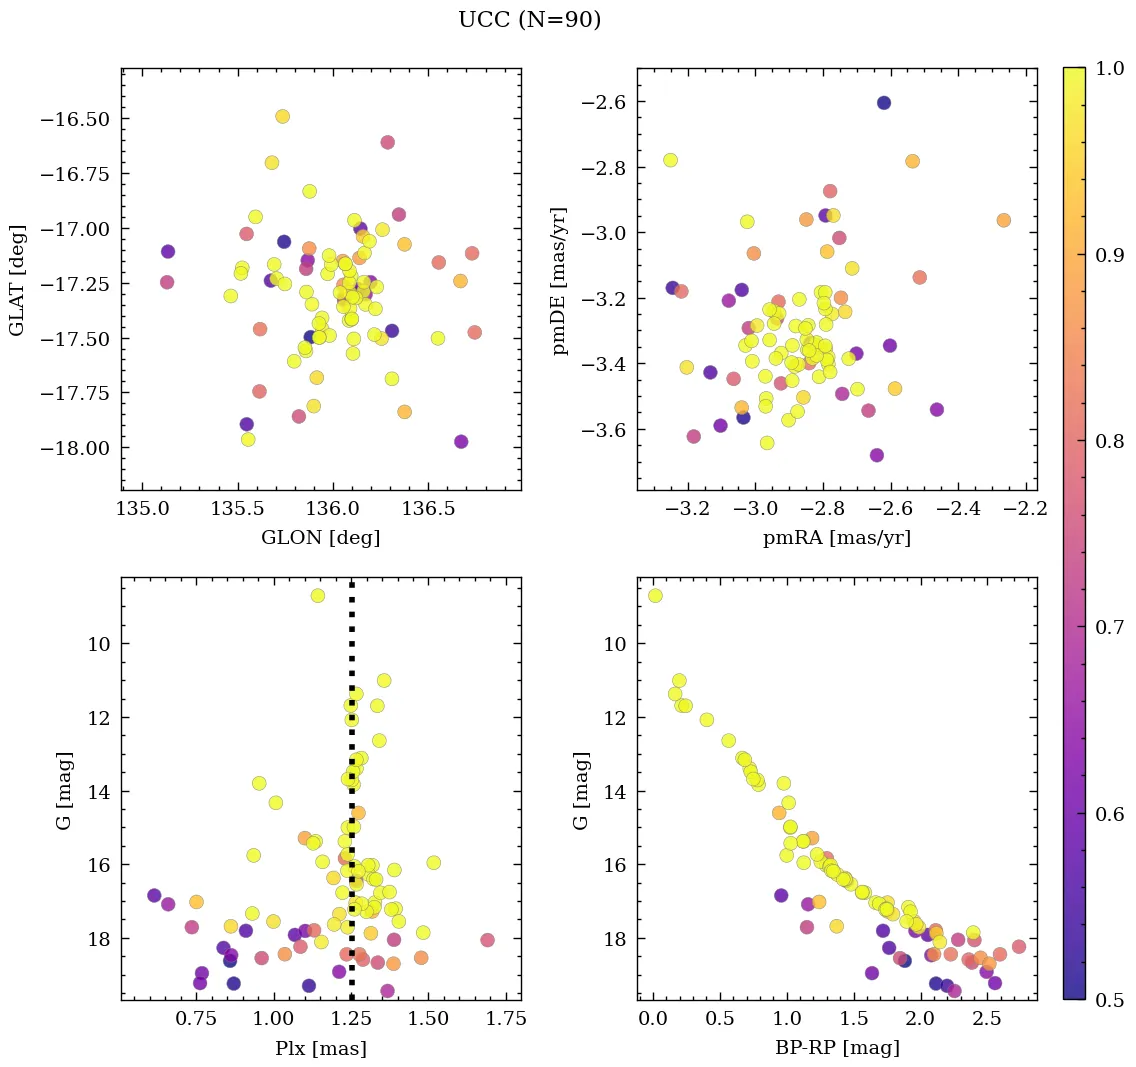 UCC (N=90)
−16.50
−16.75
−17.00
−17.25
−17.50
−17.75
−18.00
GLAT [deg]
135.0 135.5 136.0 136.5
GLON [deg]
−2.6
−2.8
−3.0
−3.2
−3.4
−3.6
pmDE [mas/yr]
−3.2 −3.0 −2.8 −2.6 −2.4 −2.2
pmRA [mas/yr]
10
12
14
16
18
G [mag]
0.75 1.00 1.25 1.50 1.75
Plx [mas]
10
12
14
16
18
G [mag]
0.0 0.5 1.0 1.5 2.0 2.5
BP-RP [mag]
1.0
0.9
0.8
0.7
0.6
0.5